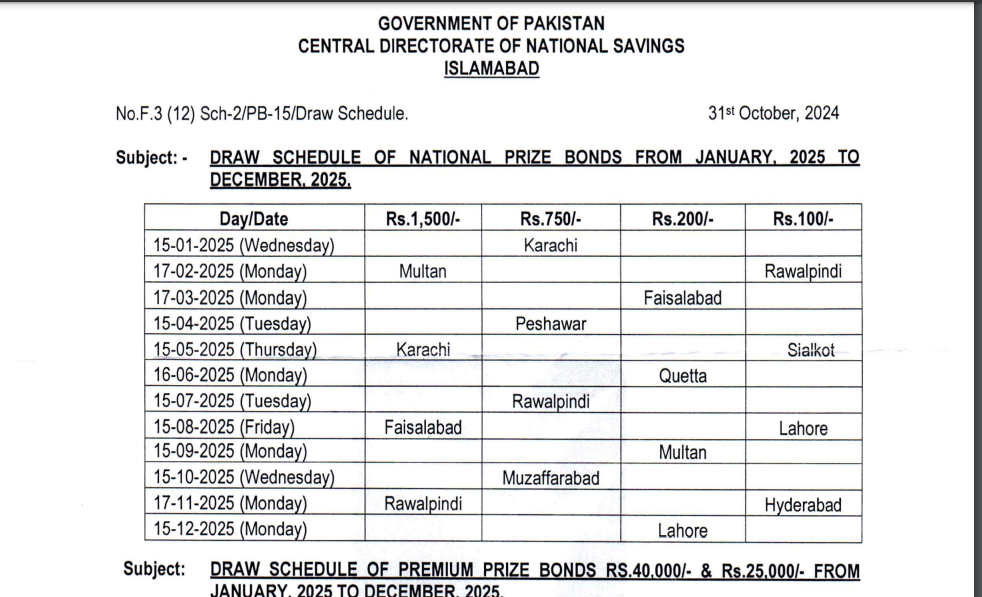 GOVERNMENT OF PAKISTAN
CENTRAL DIRECTORATE OF NATIONAL SAVINGS
ISLAMABAD
No.F.3 (12) Sch-2/PB-15/Draw Schedule. 31st October, 2024
Subject: - DRAW SCHEDULE OF NATIONAL PRIZE BONDS FROM JANUARY, 2025 TO
DECEMBER, 2025.
Day/Date Rs.1,500/- Rs.750/- Rs.200/- Rs.100/-
15-01-2025 (Wednesday) Karachi
17-02-2025 (Monday) Multan Rawalpindi
17-03-2025 (Monday) Faisalabad
15-04-2025 (Tuesday) Peshawar
15-05-2025 (Thursday) Karachi Sialkot
16-06-2025 (Monday) Quetta
15-07-2025 (Tuesday) Rawalpindi
15-08-2025 (Friday) Faisalabad Lahore
15-09-2025 (Monday) Multan
15-10-2025 (Wednesday) Muzaffarabad
17-11-2025 (Monday) Rawalpindi Hyderabad
15-12-2025 (Monday) Lahore
Subject: DRAW SCHEDULE OF PREMIUM PRIZE BONDS RS.40,000/- & Rs.25,000/- FROM
JANUARY, 2025 TO DECEMBER, 2025.